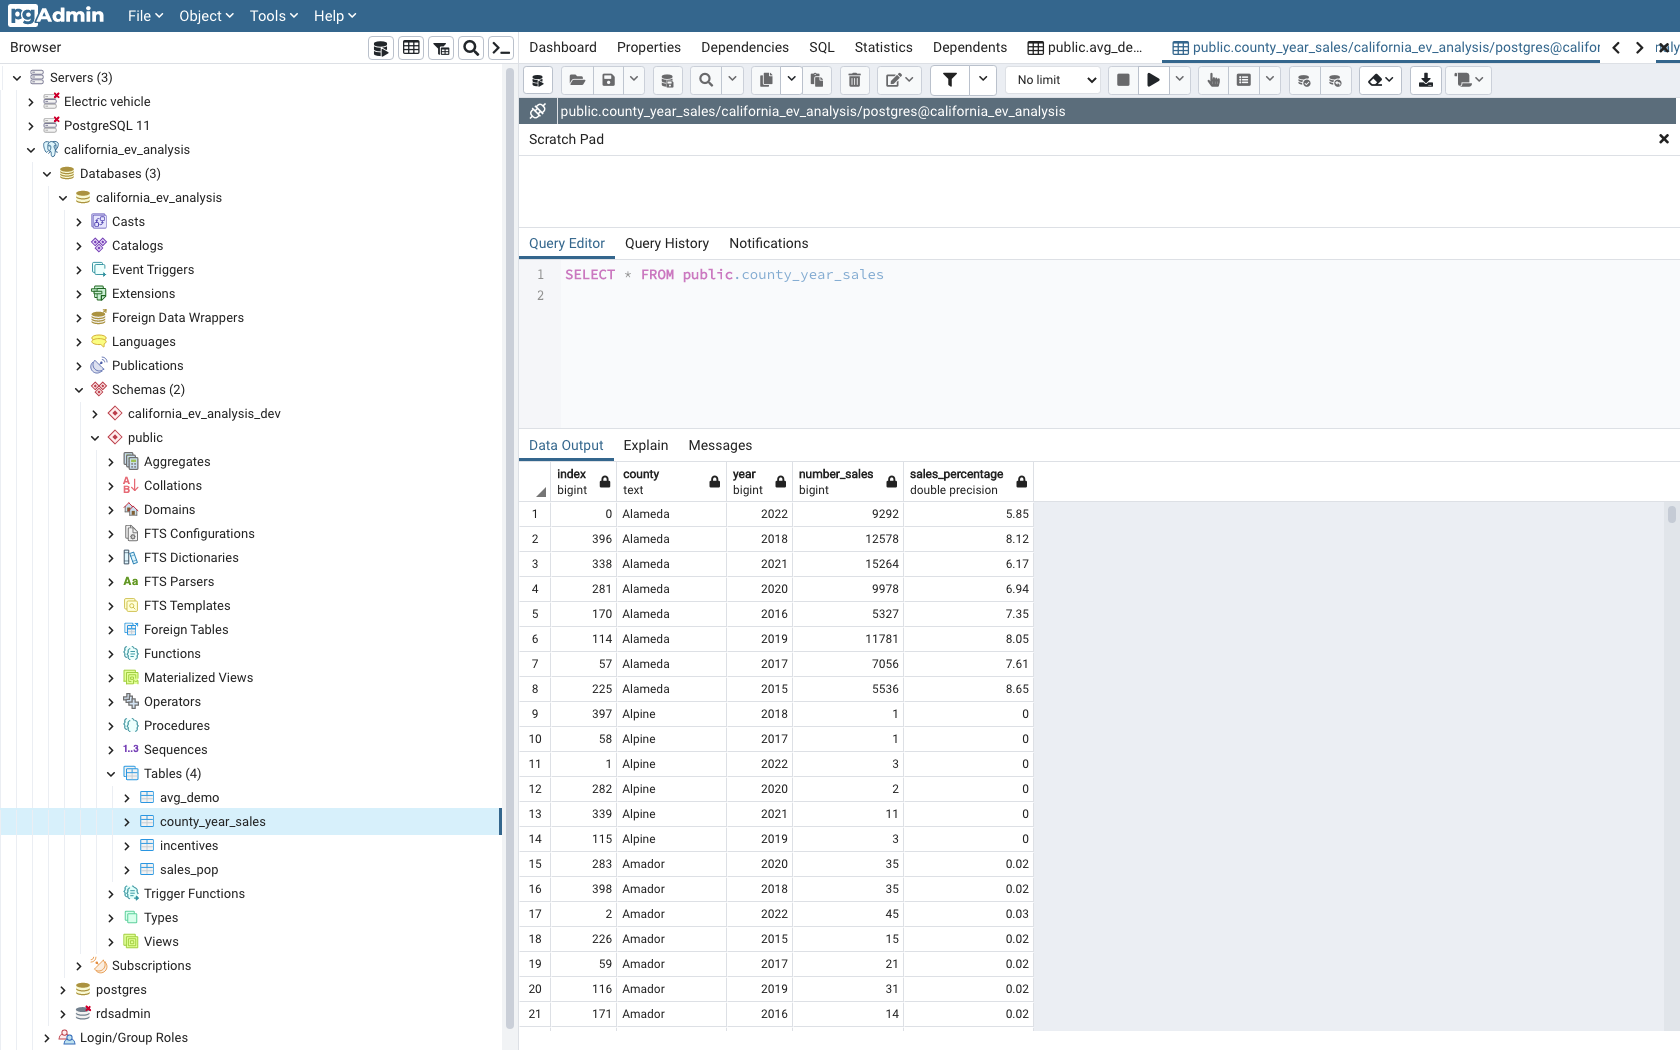 pgAdmin File Object Tools Help
Browser
Dashboard Properties Dependencies SQL Statistics Dependents public.avg_de... public.county_year_sales/california_ev_analysis/postgres@califor
No limit
public.county_year_sales/california_ev_analysis/postgres@california_ev_analysis
Scratch Pad
Servers (3)
Electric vehicle
PostgreSQL 11
california_ev_analysis
Databases (3)
california_ev_analysis
Casts
Catalogs
Event Triggers
Extensions
Foreign Data Wrappers
Languages
Publications
Schemas (2)
california_ev_analysis_dev
public
Aggregates
Collations
Domains
FTS Configurations
FTS Dictionaries
Aa FTS Parsers
FTS Templates
Foreign Tables
Functions
Materialized Views
Operators
Procedures
1..3 Sequences
Tables (4)
avg_demo
county_year_sales
incentives
sales_pop
Trigger Functions
Types
Views
Subscriptions
postgres
rdsadmin
Login/Group Roles
Query Editor Query History Notifications
1 SELECT * FROM public.county_year_sales
2
Data Output Explain Messages
index county year number_sales sales_percentage
bigint text bigint bigint double precision
1 0 Alameda 2022 9292 5.85
2 396 Alameda 2018 12578 8.12
3 338 Alameda 2021 15264 6.17
4 281 Alameda 2020 9978 6.94
5 170 Alameda 2016 5327 7.35
6 114 Alameda 2019 11781 8.05
7 57 Alameda 2017 7056 7.61
8 225 Alameda 2015 5536 8.65
9 397 Alpine 2018 1 0
10 58 Alpine 2017 1 0
11 1 Alpine 2022 3 0
12 282 Alpine 2020 2 0
13 339 Alpine 2021 11 0
14 115 Alpine 2019 3 0
15 283 Amador 2020 35 0.02
16 398 Amador 2018 35 0.02
17 2 Amador 2022 45 0.03
18 226 Amador 2015 15 0.02
19 59 Amador 2017 21 0.02
20 116 Amador 2019 31 0.02
21 171 Amador 2016 14 0.02